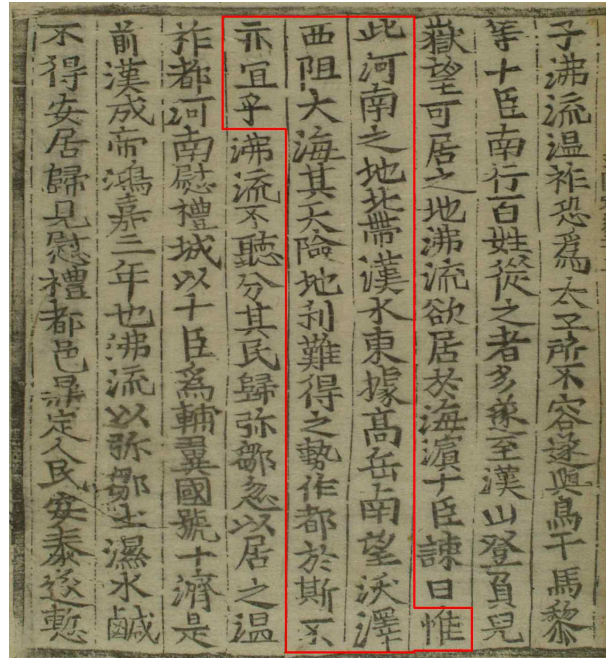 子沸流温祚恐爲太子所不容遂與烏干馬黎
等十臣南行百姓從之者多遂至漢山登負兒
嶽望可居之地沸流欲居於海濵十臣諫曰惟
此河南之地北帶漢水東據髙岳南望沃澤
西阻大海其天險地利難得之勢作都於斯不
亦宜乎沸流不聽分其民歸弥鄒忽以居之温
祚都河南慰禮城以十臣爲輔翼國號十濟是
前漢成帝鴻嘉三年也沸流以弥鄒土濕水鹹
不得安居歸見慰禮都邑鼎定人民安泰遂慙